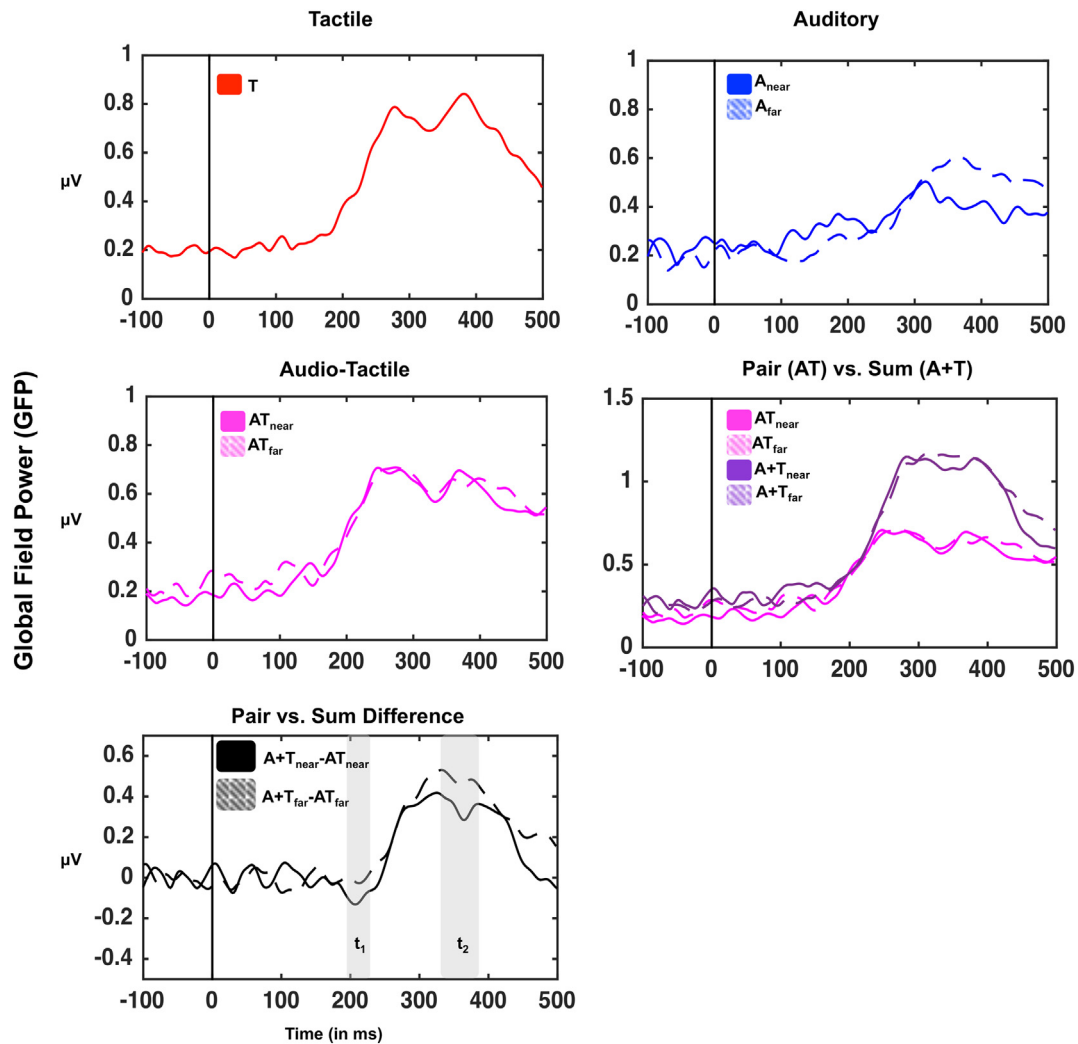 Tactile
Auditory
1
0.8
0.6
0.4
0.2
0
µV
T
-100 0 100 200 300 400 500
1
0.8
0.6
0.4
0.2
0
Anear
Afar
-100 0 100 200 300 400 500
Global Field Power (GFP)
Audio-Tactile
Pair (AT) vs. Sum (A+T)
1
0.8
0.6
0.4
0.2
0
µV
ATnear
ATfar
-100 0 100 200 300 400 500
1.5
1
0.5
0
ATnear
ATfar
A+Tnear
A+Tfar
-100 0 100 200 300 400 500
Pair vs. Sum Difference
0.6
0.4
0.2
0
-0.2
-0.4
µV
A+Tnear-ATnear
A+Tfar-ATfar
t1
t2
-100 0 100 200 300 400 500
Time (in ms)